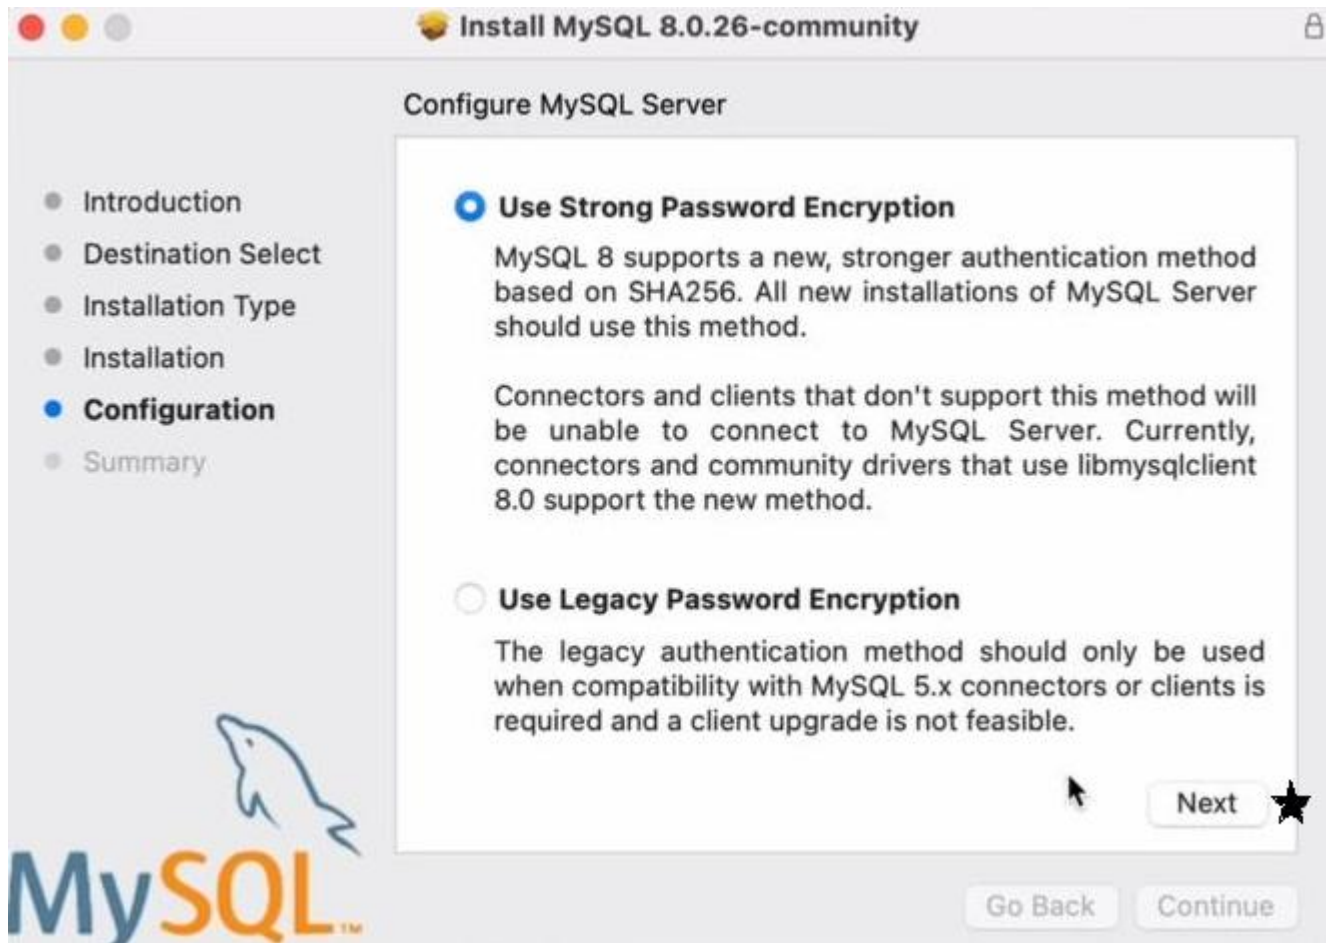 Install MySQL 8.0.26-community
Configure MySQL Server
Introduction
Destination Select
Installation Type
Installation
Configuration
Summary
Use Strong Password Encryption
MySQL 8 supports a new, stronger authentication method
based on SHA256. All new installations of MySQL Server
should use this method.
Connectors and clients that don't support this method will
be unable to connect to MySQL Server. Currently,
connectors and community drivers that use libmysqlclient
8.0 support the new method.
Use Legacy Password Encryption
The legacy authentication method should only be used
when compatibility with MySQL 5.x connectors or clients is
required and a client upgrade is not feasible.
Next
MySQL™
Go Back
Continue